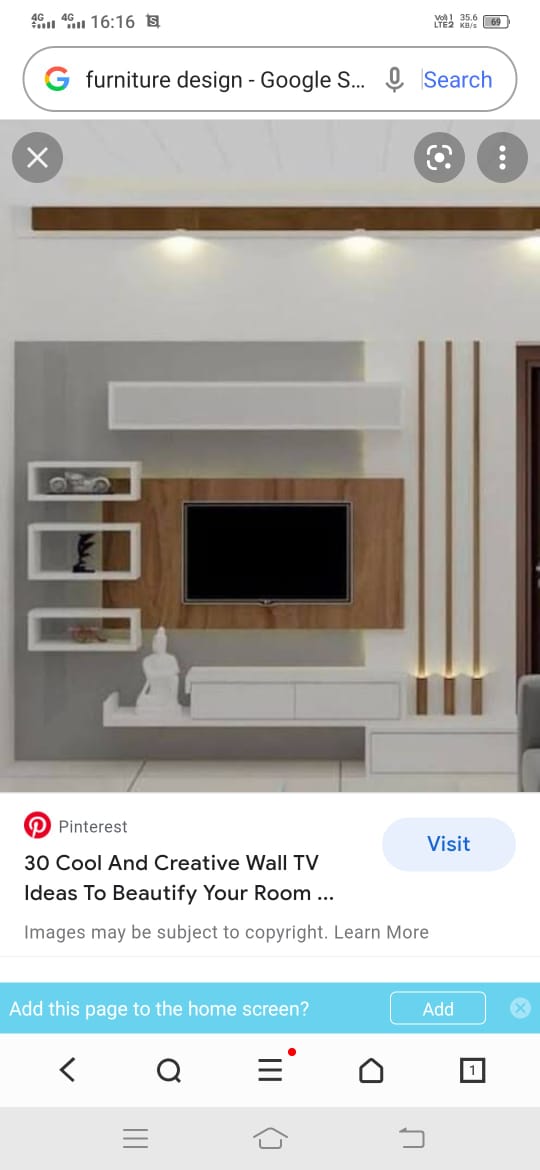 4G 4G 16:16
Vo1 LTE2 35.6 KB/s 69
furniture design - Google S... Search
Pinterest
Visit
30 Cool And Creative Wall TV
Ideas To Beautify Your Room ...
Images may be subject to copyright. Learn More
Add this page to the home screen? Add
1